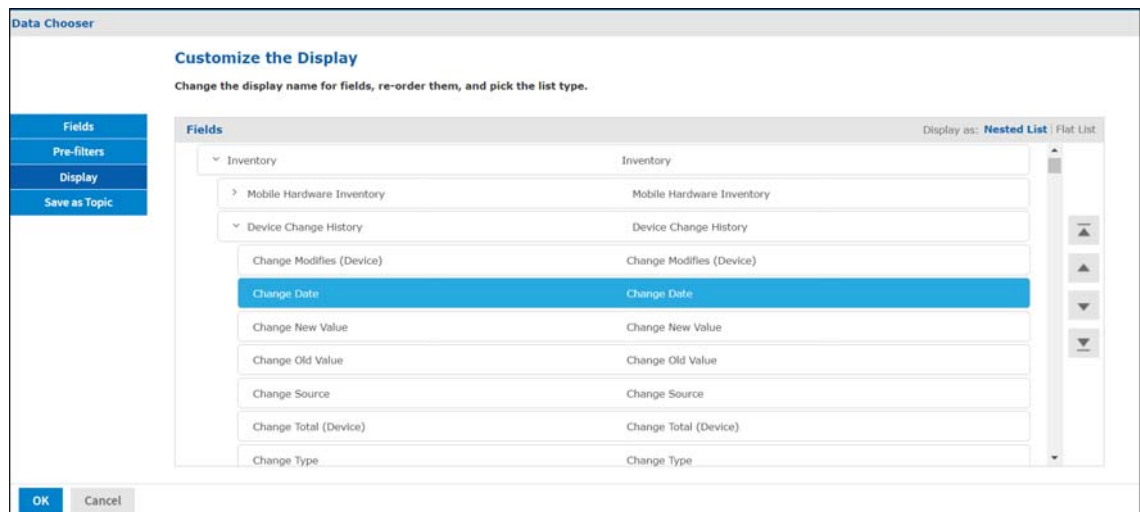 Data Chooser
Customize the Display
Change the display name for fields, re-order them, and pick the list type.
Fields
Pre-filters
Display
Save as Topic
Fields Display as: Nested List | Flat List
Inventory Inventory
Mobile Hardware Inventory Mobile Hardware Inventory
Device Change History Device Change History
Change Modifies (Device) Change Modifies (Device)
Change Date Change Date
Change New Value Change New Value
Change Old Value Change Old Value
Change Source Change Source
Change Total (Device) Change Total (Device)
Change Type Change Type
OK Cancel